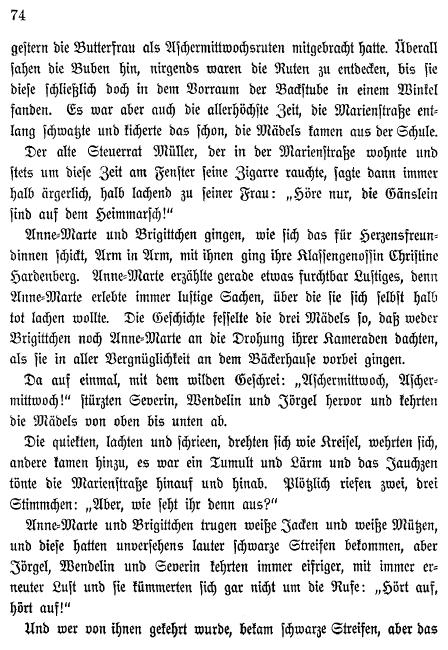 74
gestern die Butterfrau als Aschermittwochsruten mitgebracht hatte. Überall
sahen die Buben hin, nirgends waren die Ruten zu entdecken, bis sie
diese schließlich doch in dem Vorraum der Backstube in einem Winkel
fanden. Es war aber auch die allerhöchste Zeit, die Marienstraße ent-
lang schwatzte und kicherte das schon, die Mädels kamen aus der Schule.
Der alte Steuerrat Müller, der in der Marienstraße wohnte und
stets um diese Zeit am Fenster seine Zigarre rauchte, sagte dann immer
halb ärgerlich, halb lachend zu seiner Frau: „Höre nur, die Gänslein
sind auf dem Heimmarsch!“
Anne-Marte und Brigittchen gingen, wie sich das für Herzensfreun-
dinnen schickt, Arm in Arm, mit ihnen ging ihre Klassengenossin Christine
Hardenberg. Anne-Marte erzählte gerade etwas furchtbar Lustiges, denn
Anne-Marte erlebte immer lustige Sachen, über die sie sich selbst halb
tot lachen wollte. Die Geschichte fesselte die drei Mädels so, daß weder
Brigittchen noch Anne-Marte an die Drohung ihrer Kameraden dachten,
als sie in aller Vergnüglichkeit an dem Bäckerhause vorbei gingen.
Da auf einmal, mit dem wilden Geschrei: „Aschermittwoch, Ascher-
mittwoch!“ stürzten Severin, Wendelin und Jörgel hervor und kehrten
die Mädels von oben bis unten ab.
Die quiekten, lachten und schrieen, drehten sich wie Kreisel, wehrten sich,
andere kamen hinzu, es war ein Tumult und Lärm und das Jauchzen
tönte die Marienstraße hinauf und hinab. Plötzlich riefen zwei, drei
Stimmchen: „Aber, wie seht ihr denn aus?“
Anne-Marte und Brigittchen trugen weiße Jacken und weiße Mützen,
und diese hatten unversehens lauter schwarze Streifen bekommen, aber
Jörgel, Wendelin und Severin kehrten immer eifriger, mit immer er-
neuter Lust und sie kümmerten sich gar nicht um die Rufe: „Hört auf,
hört auf!“
Und wer von ihnen gekehrt wurde, bekam schwarze Streifen, aber das